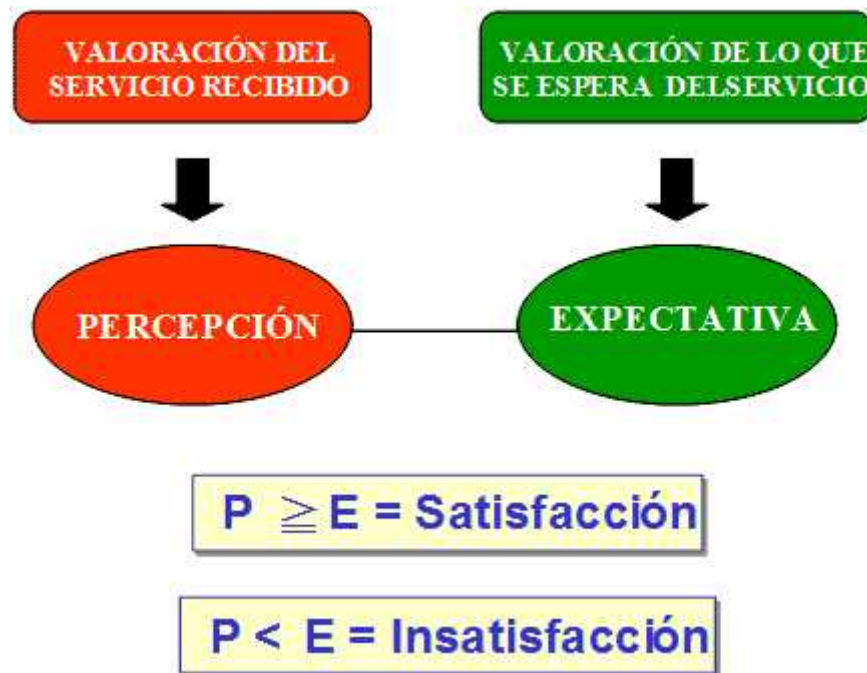 VALORACIÓN DEL
SERVICIO RECIBIDO
VALORACIÓN DE LO QUE
SE ESPERA DELSERVICIO
PERCEPCIÓN
EXPECTATIVA
P ≧ E = Satisfacción
P < E = Insatisfacción